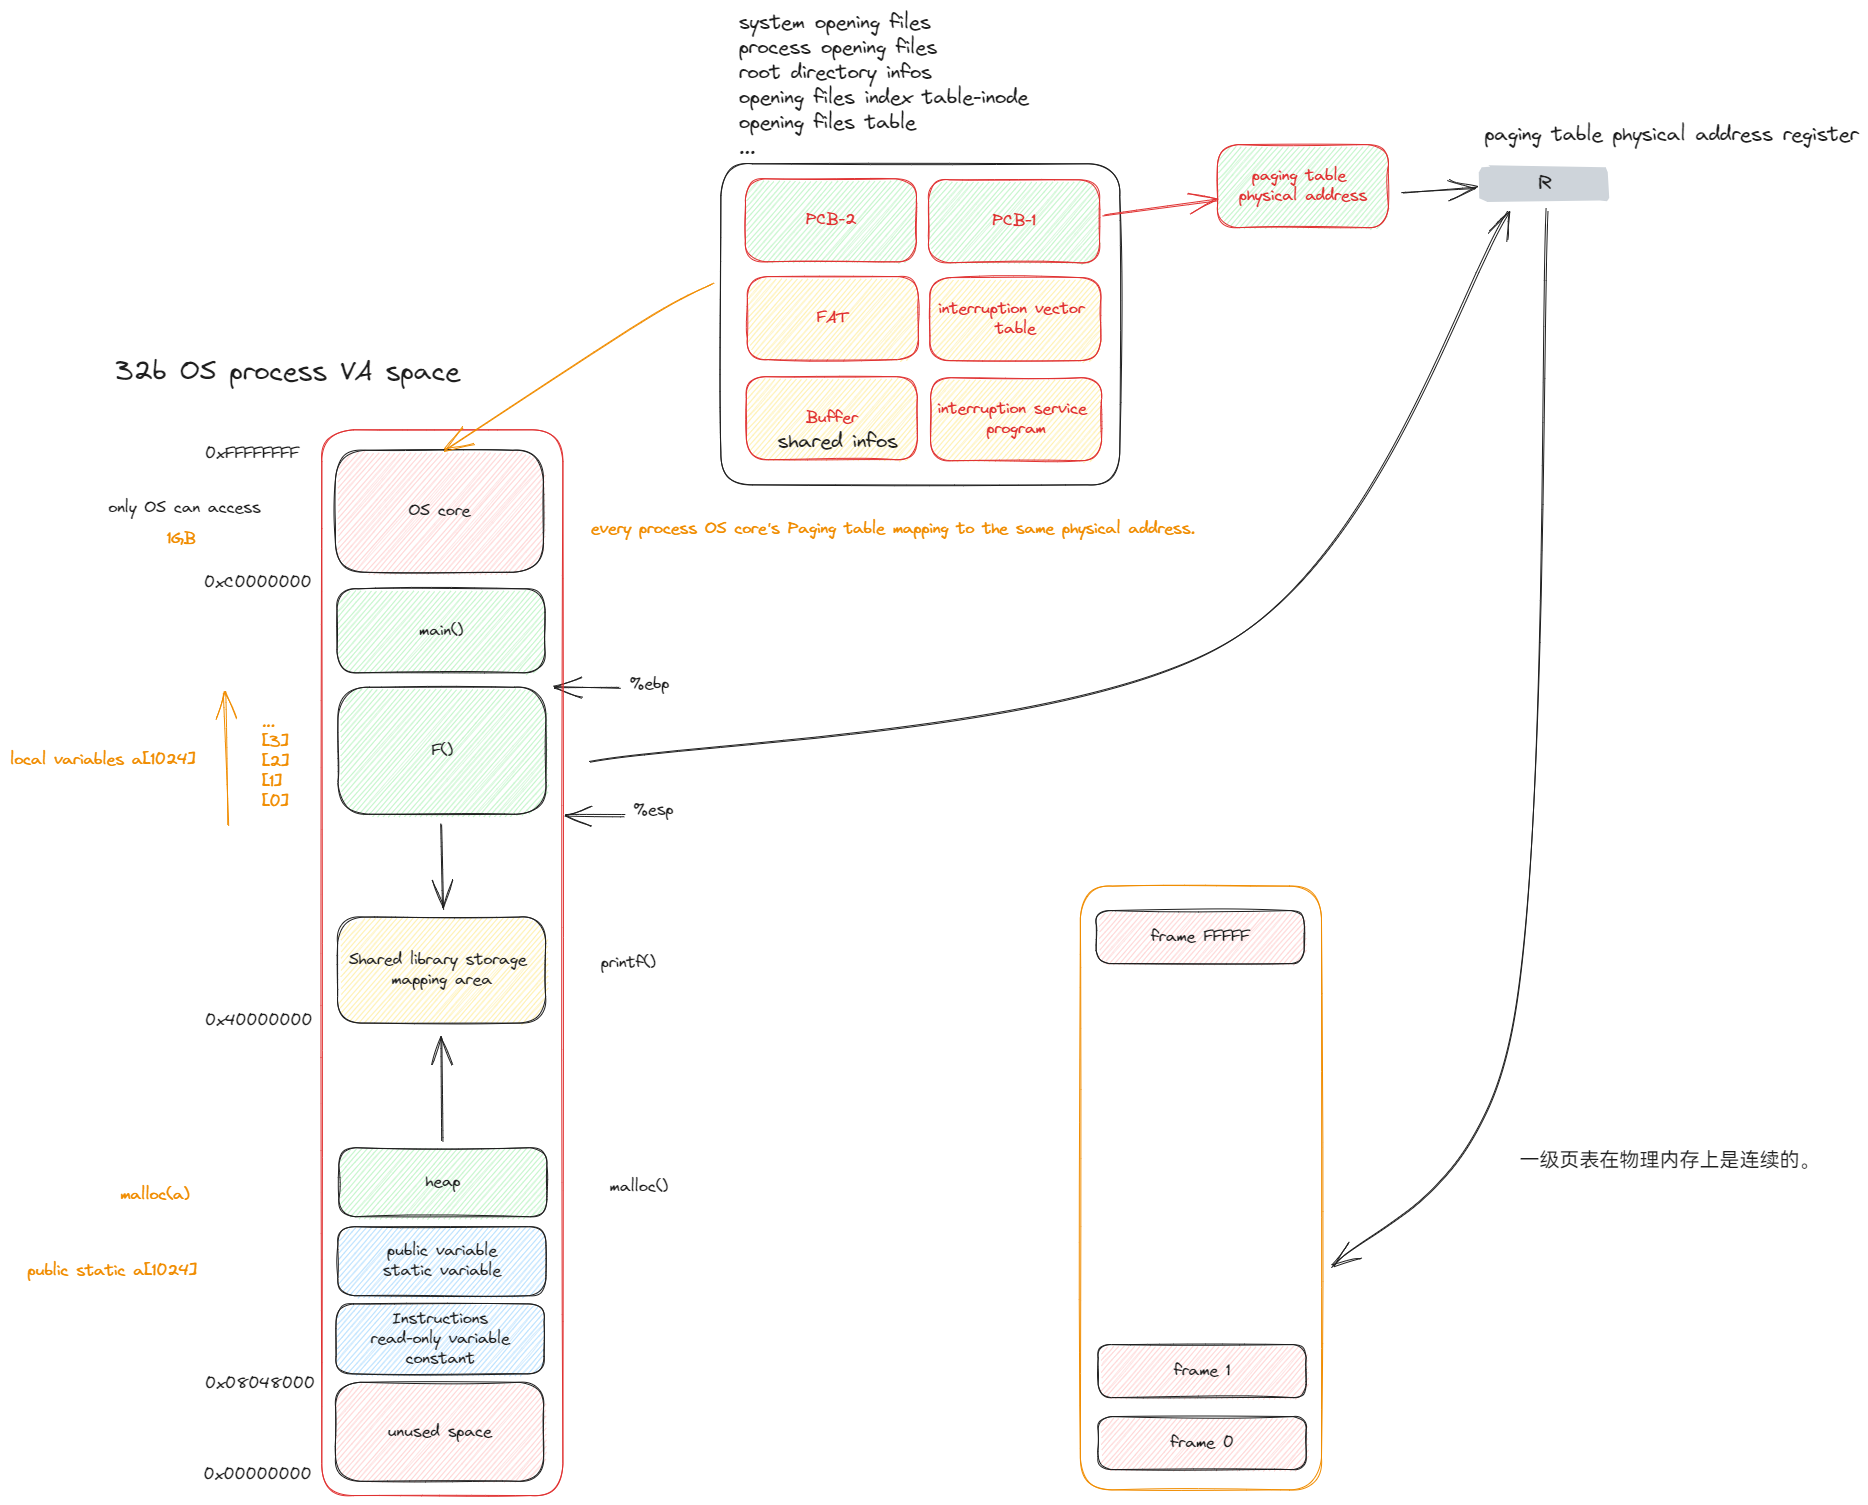 system opening files
process opening files
root directory infos
opening files index table-inode
opening files table
...
paging table physical address register
paging table
physical address
R
PCB-2
PCB-1
FAT
interruption vector
table
Buffer
shared infos
interruption service
program
32b OS process VA space
0xFFFFFFFF
OS core
only OS can access
1GB
every process OS core's Paging table mapping to the same physical address.
0xC0000000
main()
%ebp
...
[3]
[2]
[1]
[0]
local variables a[1024]
F()
%esp
Shared library storage
mapping area
printf()
0x40000000
frame FFFFF
一级页表在物理内存上是连续的。
malloc(a)
heap
malloc()
public static a[1024]
public variable
static variable
Instructions
read-only variable
constant
0x08048000
frame 1
unused space
frame 0
0x00000000